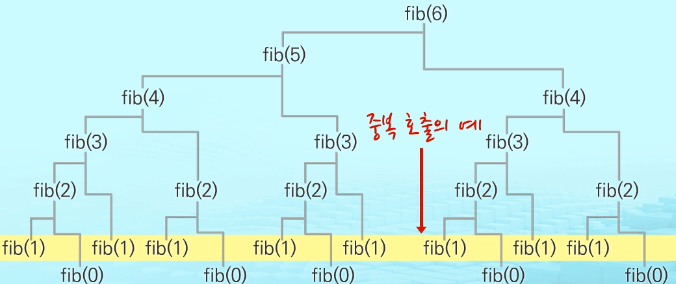 fib(6)
fib(5)
fib(4) fib(4)
중복 호출의 예
fib(3) fib(3) fib(3)
fib(2) fib(2) fib(2) fib(2) fib(2)
fib(1) fib(1) fib(1) fib(1) fib(1) fib(1) fib(1) fib(1)
fib(0) fib(0) fib(0) fib(0) fib(0)